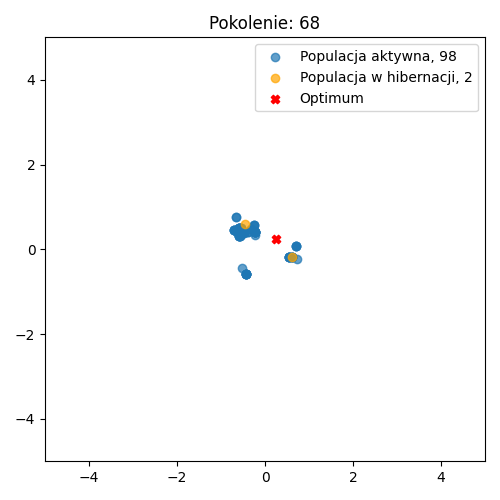 Pokolenie: 68
Populacja aktywna, 98
Populacja w hibernacji, 2
Optimum
4
2
0
−2
−4
−4 −2 0 2 4